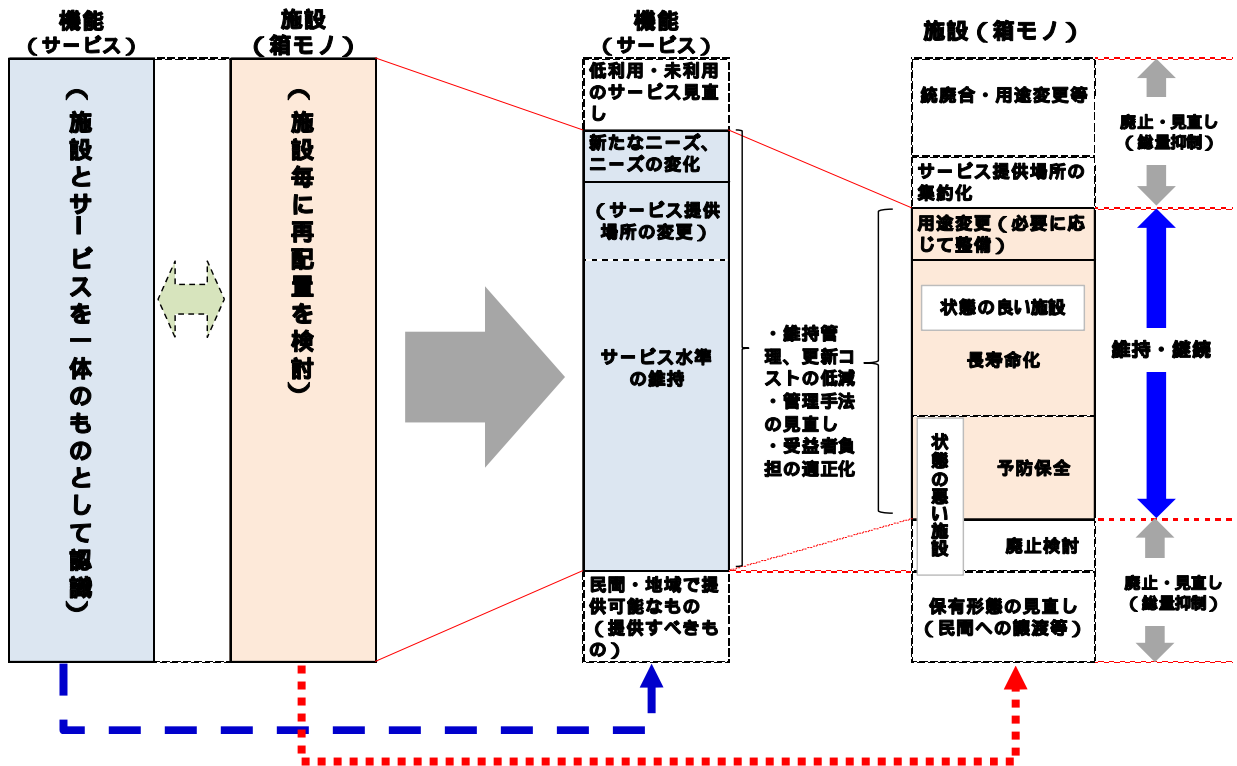 機能
（サービス）
施設
（箱モノ）
（施設とサービスを一体のものとして認識）
（施設毎に再配置を検討）
機能
（サービス）
低利用・未利用
のサービス見直
し
新たなニーズ、
ニーズの変化
（サービス提供
場所の変更）
サービス水準
の維持
民間・地域で提
供可能なもの
（提供すべきも
の）
・維持管
理、更新コ
ストの低減
・管理手法
の見直し
・受益者負
担の適正化
施設（箱モノ）
統廃合・用途変更等
サービス提供場所の
集約化
用途変更（必要に応
じて整備）
状態の良い施設
長寿命化
状態の悪い施設
予防保全
廃止検討
保有形態の見直し
（民間への譲渡等）
廃止・見直し
（総量抑制）
維持・継続
廃止・見直し
（総量抑制）